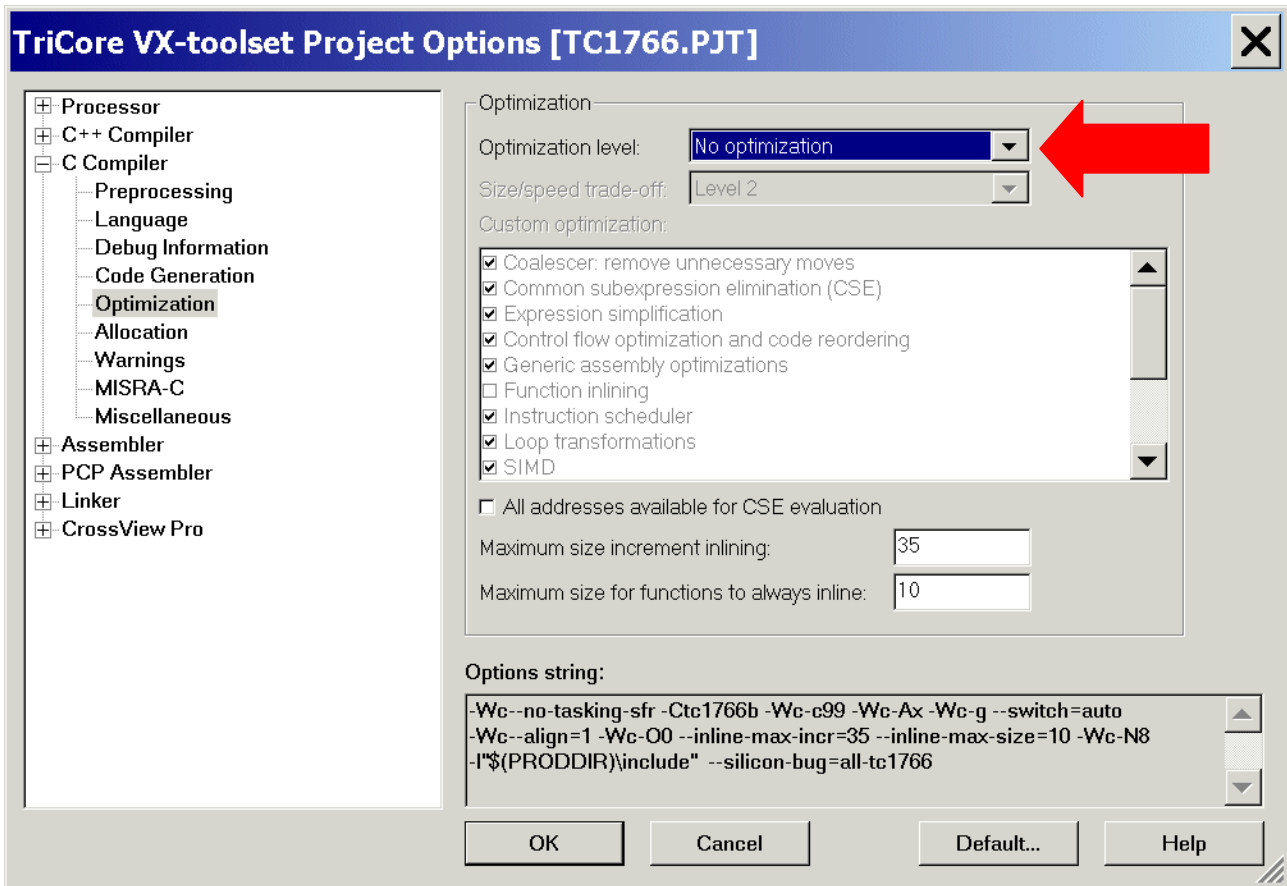 TriCore VX-toolset Project Options [TC1766.PJT]
Processor
C++ Compiler
C Compiler
Preprocessing
Language
Debug Information
Code Generation
Optimization
Allocation
Warnings
MISRA-C
Miscellaneous
Assembler
PCP Assembler
Linker
CrossView Pro
Optimization
Optimization level: No optimization
Size/speed trade-off: Level 2
Custom optimization:
Coalescer: remove unnecessary moves
Common subexpression elimination (CSE)
Expression simplification
Control flow optimization and code reordering
Generic assembly optimizations
Function inlining
Instruction scheduler
Loop transformations
SIMD
All addresses available for CSE evaluation
Maximum size increment inlining: 35
Maximum size for functions to always inline: 10
Options string:
-Wc--no-tasking-sfr -Ctc1766b -Wc-c99 -Wc-Ax -Wc-g --switch=auto
-Wc--align=1 -Wc-O0 --inline-max-incr=35 --inline-max-size=10 -Wc-N8
-I"$(PRODDIR)\include" --silicon-bug=all-tc1766
OK Cancel Default... Help